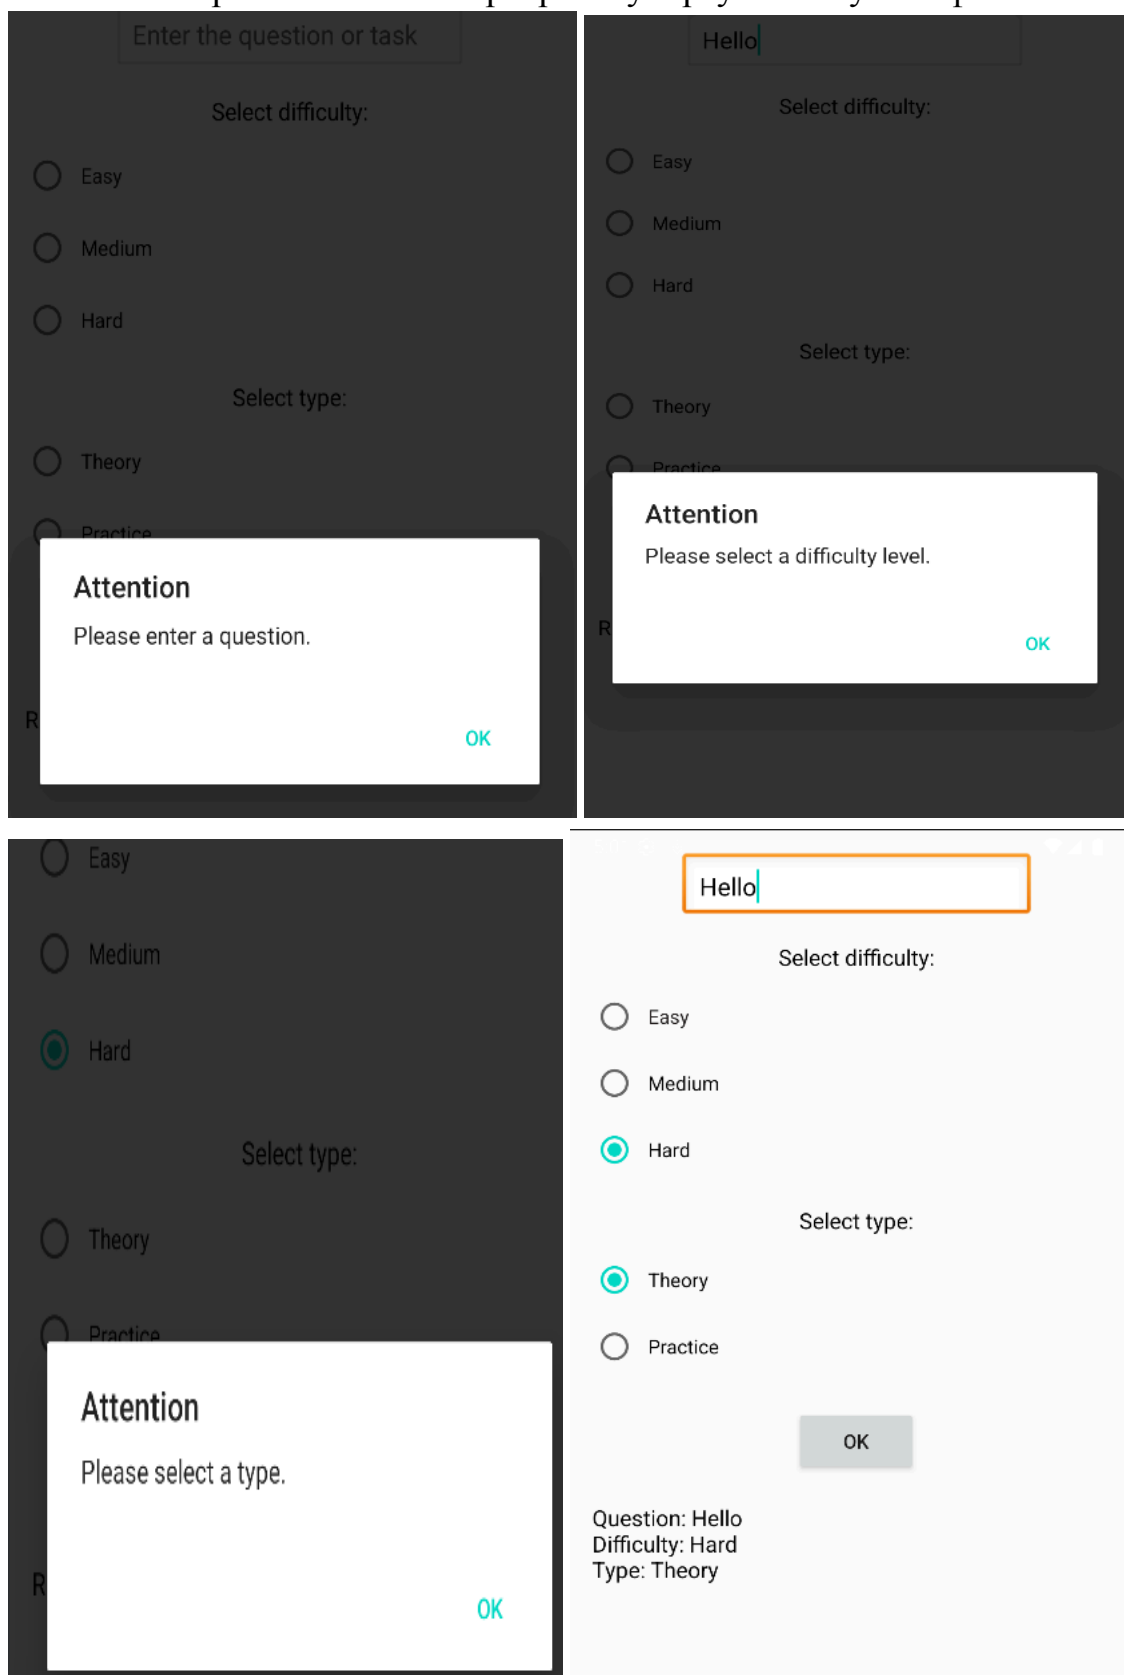 Enter the question or task
Select difficulty:
Easy
Medium
Hard
Select type:
Theory
Practice
Attention
Please enter a question.
R
OK
Hello
Select difficulty:
Easy
Medium
Hard
Select type:
Theory
Practice
Attention
Please select a difficulty level.
R
OK
Easy
Medium
Hard
Select type:
Theory
Practice
Attention
Please select a type.
R
OK
Hello
Select difficulty:
Easy
Medium
Hard
Select type:
Theory
Practice
OK
Question: Hello
Difficulty: Hard
Type: Theory